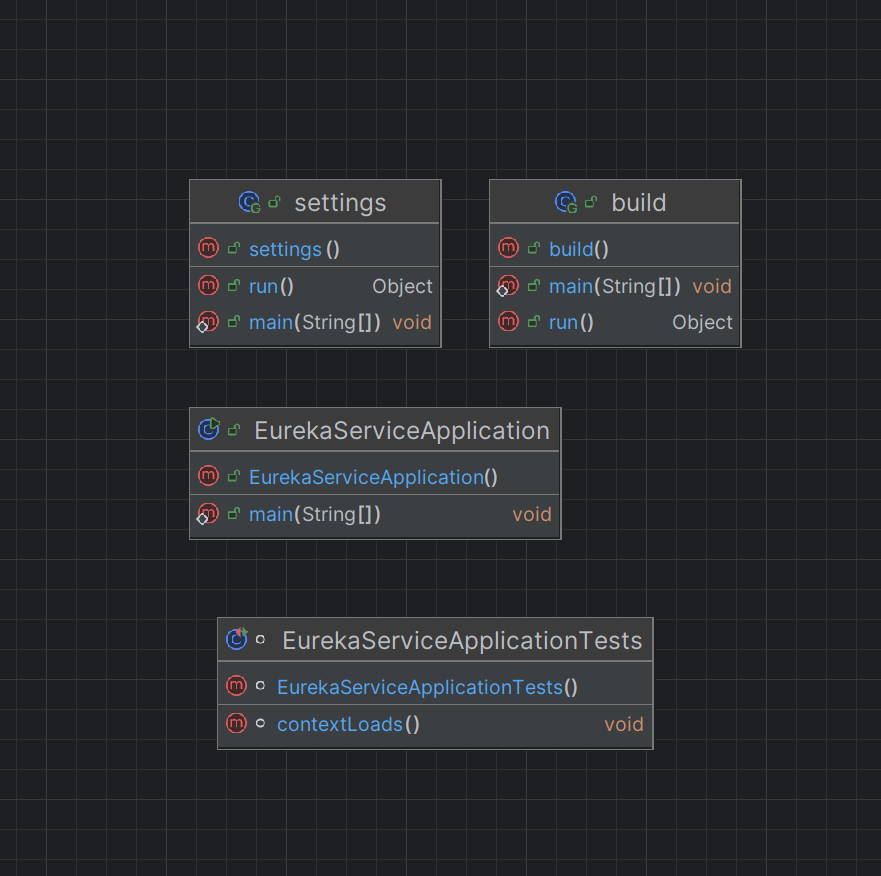 settings
settings()
run() Object
main(String[]) void
build
build()
main(String[]) void
run() Object
EurekaServiceApplication
EurekaServiceApplication()
main(String[]) void
EurekaServiceApplicationTests
EurekaServiceApplicationTests()
contextLoads() void